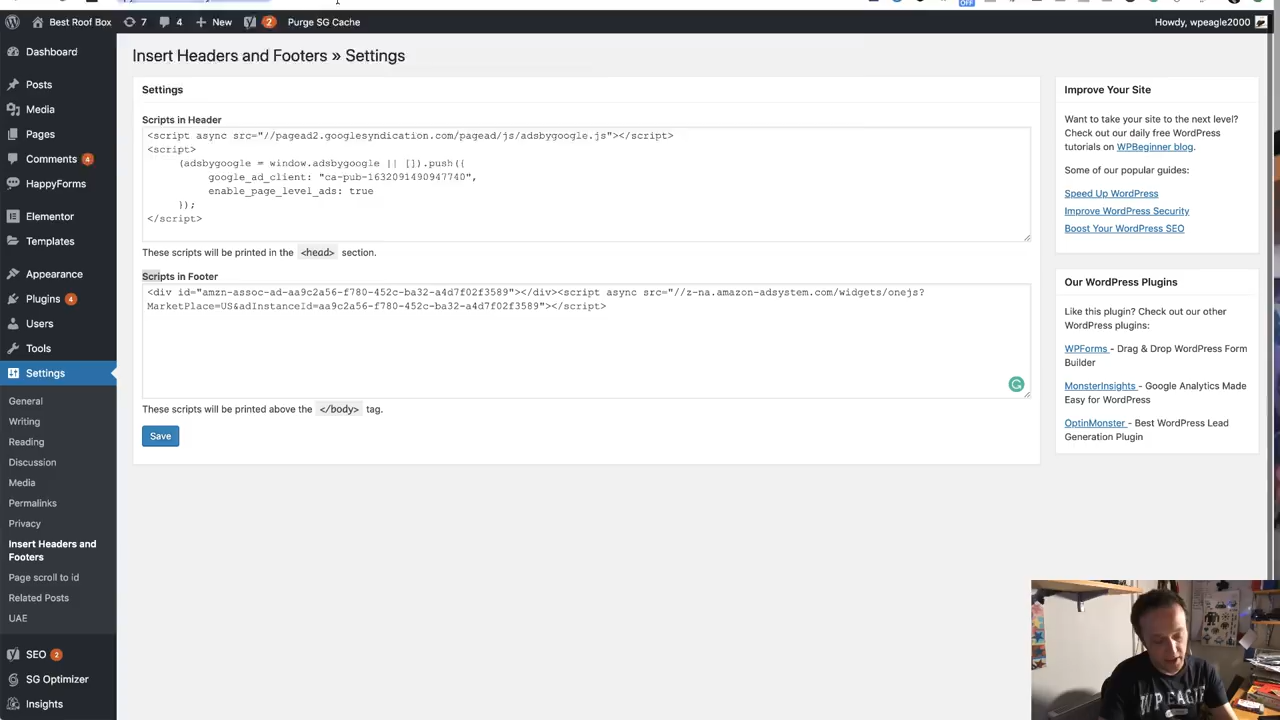 Best Roof Box 7 4 New 2 Purge SG Cache Howdy, wpeagle2000
Dashboard
Posts
Media
Pages
Comments 4
HappyForms
Elementor
Templates
Appearance
Plugins 4
Users
Tools
Settings
General
Writing
Reading
Discussion
Media
Permalinks
Privacy
Insert Headers and
Footers
Page scroll to id
Related Posts
UAE
SEO 2
SG Optimizer
Insights
Insert Headers and Footers » Settings
Settings
Scripts in Header
<script async src="//pagead2.googlesyndication.com/pagead/js/adsbygoogle.js"></script>
<script>
(adsbygoogle = window.adsbygoogle || []).push({
google_ad_client: "ca-pub-1632091490947740",
enable_page_level_ads: true
});
</script>
These scripts will be printed in the <head> section.
Scripts in Footer
<div id="amzn-assoc-ad-aa9c2a56-f780-452c-ba32-a4d7f02f3589"></div><script async src="//z-na.amazon-adsystem.com/widgets/onejs?
MarketPlace=US&adInstanceId=aa9c2a56-f780-452c-ba32-a4d7f02f3589"></script>
These scripts will be printed above the </body> tag.
Save
Improve Your Site
Want to take your site to the next level?
Check out our daily free WordPress
tutorials on WPBeginner blog.
Some of our popular guides:
Speed Up WordPress
Improve WordPress Security
Boost Your WordPress SEO
Our WordPress Plugins
Like this plugin? Check out our other
WordPress plugins:
WPForms - Drag & Drop WordPress Form
Builder
MonsterInsights - Google Analytics Made
Easy for WordPress
OptinMonster - Best WordPress Lead
Generation Plugin
OFF
WP EAGLE